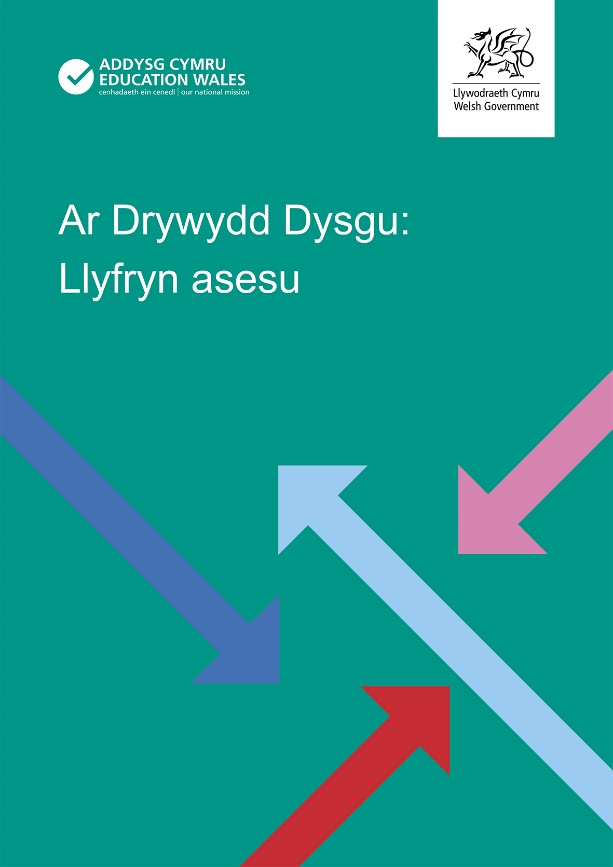 ADDYSG CYMRU
EDUCATION WALES
cenhadaeth ein cenedl | our national mission
Llywodraeth Cymru
Welsh Government
Ar Drywydd Dysgu:
Llyfryn asesu